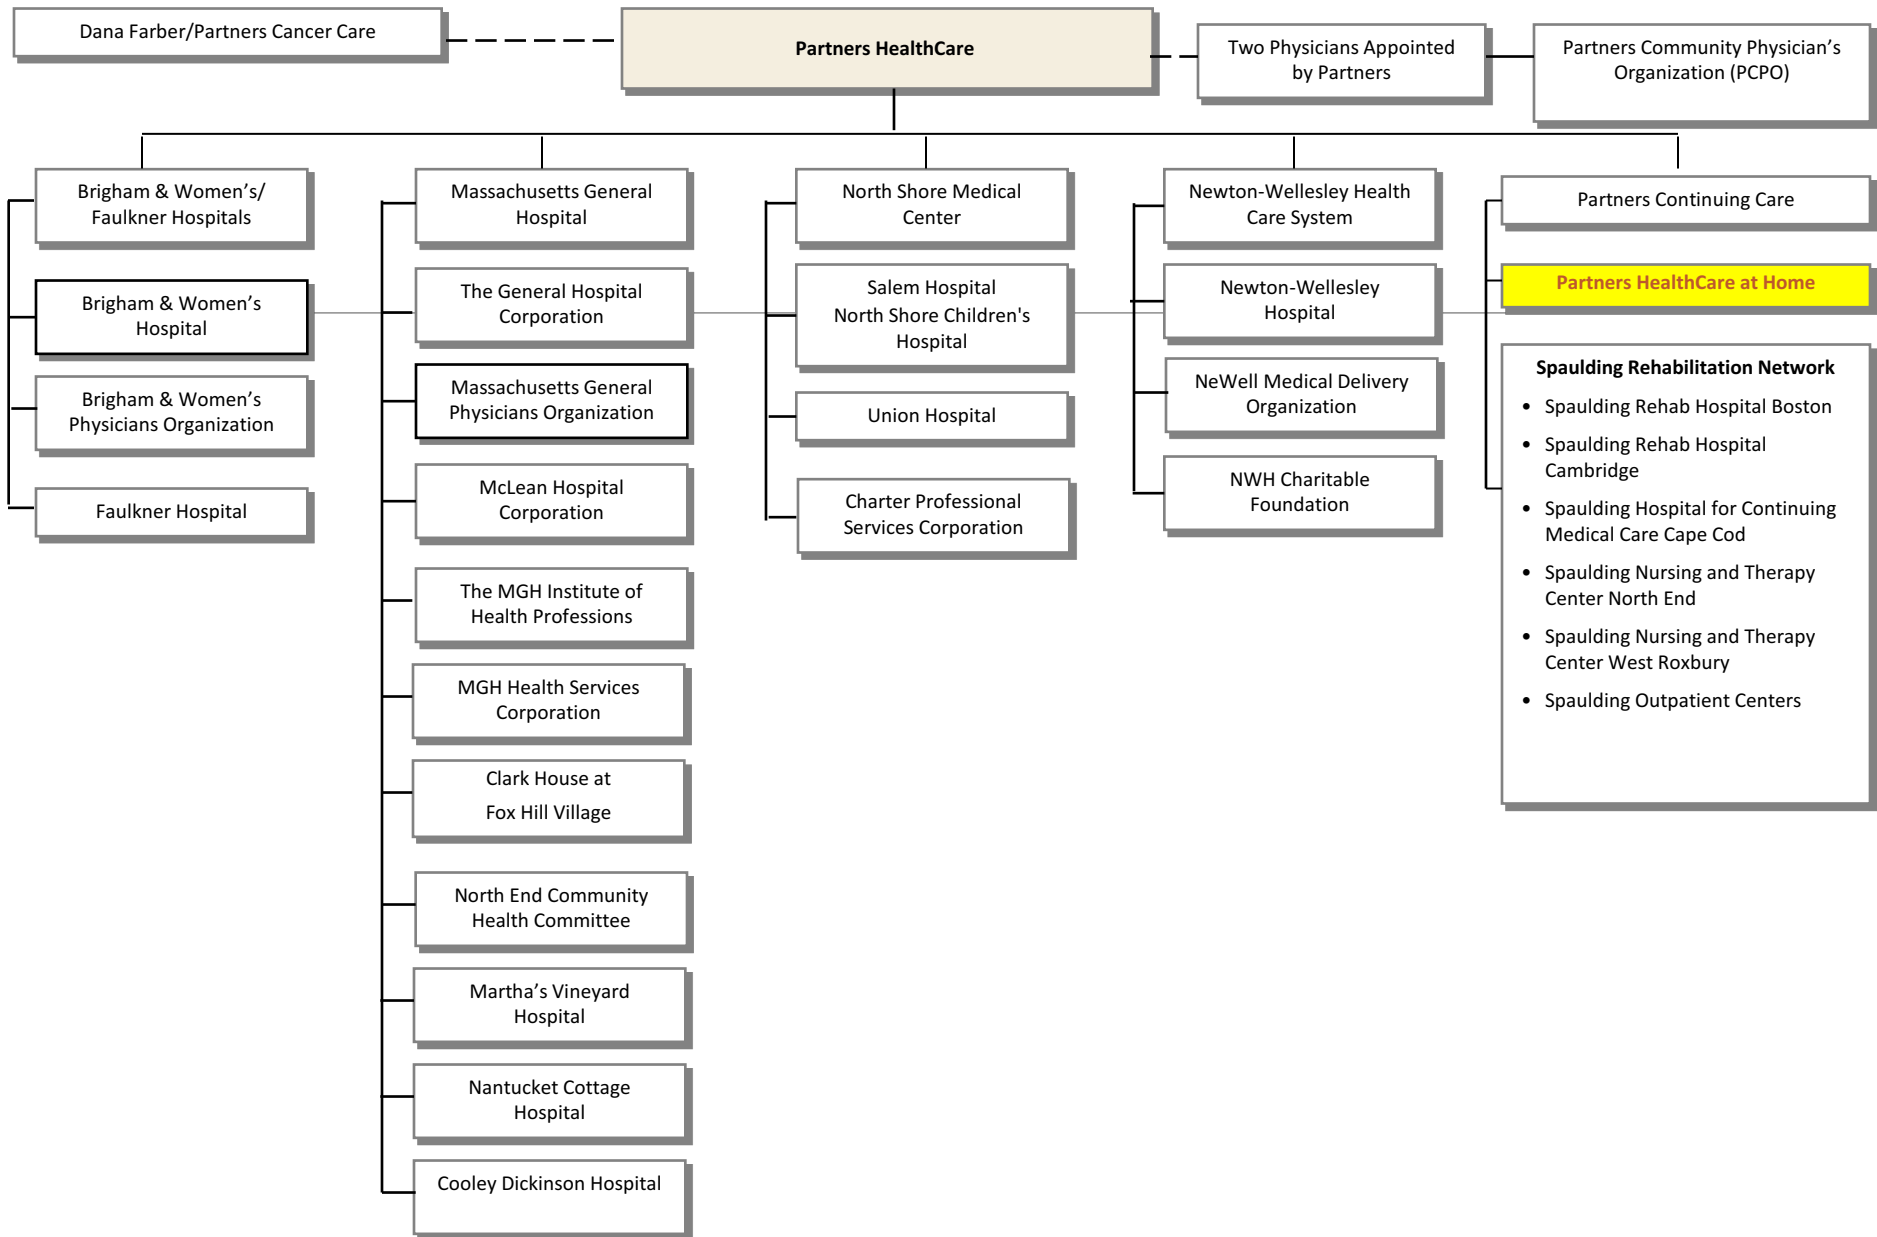 Dana Farber/Partners Cancer Care
Partners HealthCare
Two Physicians Appointed
by Partners
Partners Community Physician’s
Organization (PCPO)
Brigham & Women’s/
Faulkner Hospitals
Brigham & Women’s
Hospital
Brigham & Women’s
Physicians Organization
Faulkner Hospital
Massachusetts General
Hospital
The General Hospital
Corporation
Massachusetts General
Physicians Organization
McLean Hospital
Corporation
The MGH Institute of
Health Professions
MGH Health Services
Corporation
Clark House at
Fox Hill Village
North End Community
Health Committee
Martha’s Vineyard
Hospital
Nantucket Cottage
Hospital
Cooley Dickinson Hospital
North Shore Medical
Center
Salem Hospital
North Shore Children's
Hospital
Union Hospital
Charter Professional
Services Corporation
Newton-Wellesley Health
Care System
Newton-Wellesley
Hospital
NeWell Medical Delivery
Organization
NWH Charitable
Foundation
Partners Continuing Care
Partners HealthCare at Home
Spaulding Rehabilitation Network
• Spaulding Rehab Hospital Boston
• Spaulding Rehab Hospital
Cambridge
• Spaulding Hospital for Continuing
Medical Care Cape Cod
• Spaulding Nursing and Therapy
Center North End
• Spaulding Nursing and Therapy
Center West Roxbury
• Spaulding Outpatient Centers